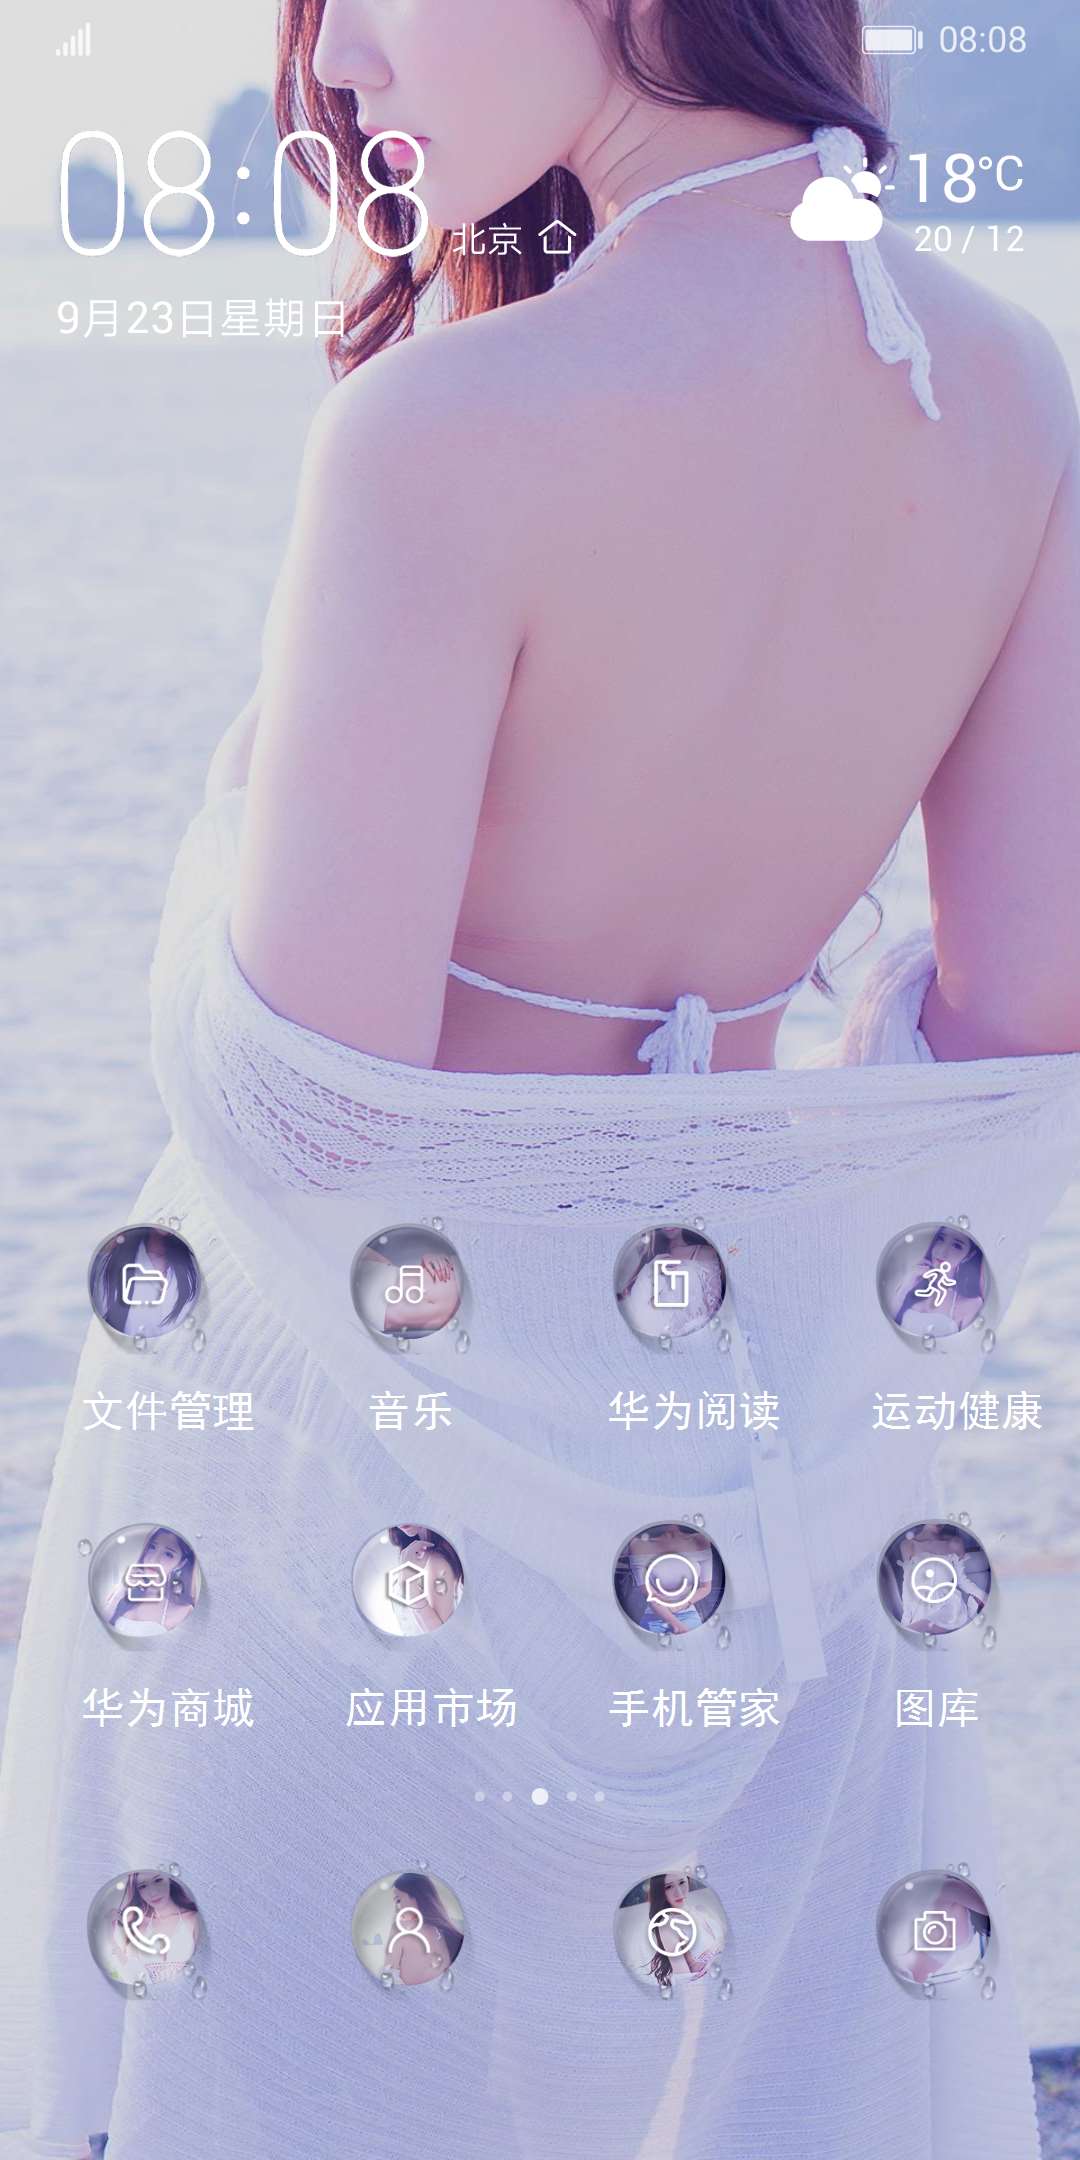 08:08
08:08
北京
18°C
20 / 12
9月23日星期日
文件管理
音乐
华为阅读
运动健康
华为商城
应用市场
手机管家
图库